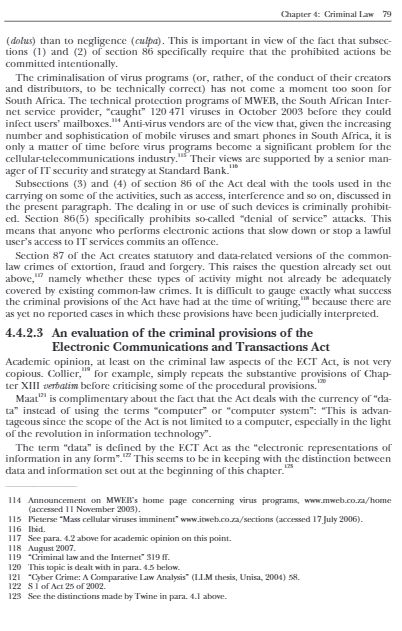 Chapter 4: Criminal Law 79
(dolus) than to negligence (culpa). This is important in view of the fact that subsec-
tions (1) and (2) of section 86 specifically require that the prohibited actions be
committed intentionally.
The criminalisation of virus programs (or, rather, of the conduct of their creators
and distributors, to be technically correct) has not come a moment too soon for
South Africa. The technical protection programs of MWEB, the South African Inter-
net service provider, “caught” 120 471 viruses in October 2003 before they could
infect users' mailboxes.114 Anti-virus vendors are of the view that, given the increasing
number and sophistication of mobile viruses and smart phones in South Africa, it is
only a matter of time before virus programs become a significant problem for the
cellular-telecommunications industry.115 Their views are supported by a senior man-
ager of IT security and strategy at Standard Bank.116
Subsections (3) and (4) of section 86 of the Act deal with the tools used in the
carrying on some of the activities, such as access, interference and so on, discussed in
the present paragraph. The dealing in or use of such devices is criminally prohibit-
ed. Section 86(5) specifically prohibits so-called “denial of service” attacks. This
means that anyone who performs electronic actions that slow down or stop a lawful
user's access to IT services commits an offence.
Section 87 of the Act creates statutory and data-related versions of the common-
law crimes of extortion, fraud and forgery. This raises the question already set out
above,117 namely whether these types of activity might not already be adequately
covered by existing common-law crimes. It is difficult to gauge exactly what success
the criminal provisions of the Act have had at the time of writing,118 because there are
as yet no reported cases in which these provisions have been judicially interpreted.
4.4.2.3 An evaluation of the criminal provisions of the
Electronic Communications and Transactions Act
Academic opinion, at least on the criminal law aspects of the ECT Act, is not very
copious. Collier,119 for example, simply repeats the substantive provisions of Chap-
ter XIII verbatim before criticising some of the procedural provisions.120
Maat121 is complimentary about the fact that the Act deals with the currency of “da-
ta” instead of using the terms “computer” or “computer system”: “This is advan-
tageous since the scope of the Act is not limited to a computer, especially in the light
of the revolution in information technology”.
The term “data” is defined by the ECT Act as the “electronic representations of
information in any form”.122 This seems to be in keeping with the distinction between
data and information set out at the beginning of this chapter.123
114 Announcement on MWEB's home page concerning virus programs, www.mweb.co.za/home
(accessed 11 November 2003).
115 Pieterse “Mass cellular viruses imminent” www.itweb.co.za/sections (accessed 17 July 2006).
116 Ibid.
117 See para. 4.2 above for academic opinion on this point.
118 August 2007.
119 “Criminal law and the Internet” 319 ff.
120 This topic is dealt with in para. 4.5 below.
121 “Cyber Crime: A Comparative Law Analysis” (LLM thesis, Unisa, 2004) 58.
122 S 1 of Act 25 of 2002.
123 See the distinctions made by Twine in para. 4.1 above.